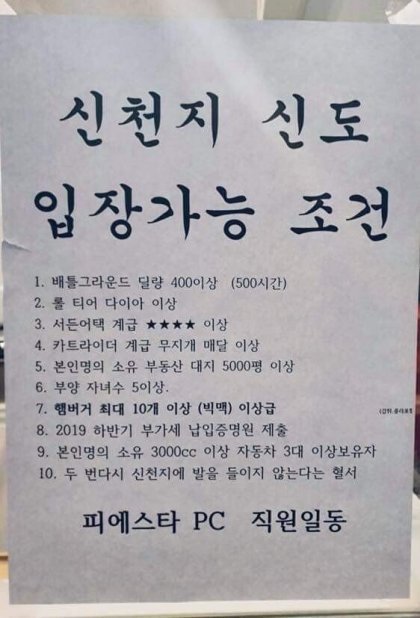 신천지 신도
입장가능 조건
1. 배틀그라운드 딜량 400이상 (500시간)
2. 롤 티어 다이아 이상
3. 서든어택 계급 ★★★★ 이상
4. 카트라이더 계급 무지개 매달 이상
5. 본인명의 소유 부동산 대지 5000평 이상
6. 부양 자녀수 5이상.
7. 햄버거 최대 10개 이상 (빅맥) 이상급
8. 2019 하반기 부가세 납입증명원 제출
9. 본인명의 소유 3000cc 이상 자동차 3대 이상보유자
10. 두 번다시 신천지에 발을 들이지 않는다는 혈서
피에스타 PC 직원일동